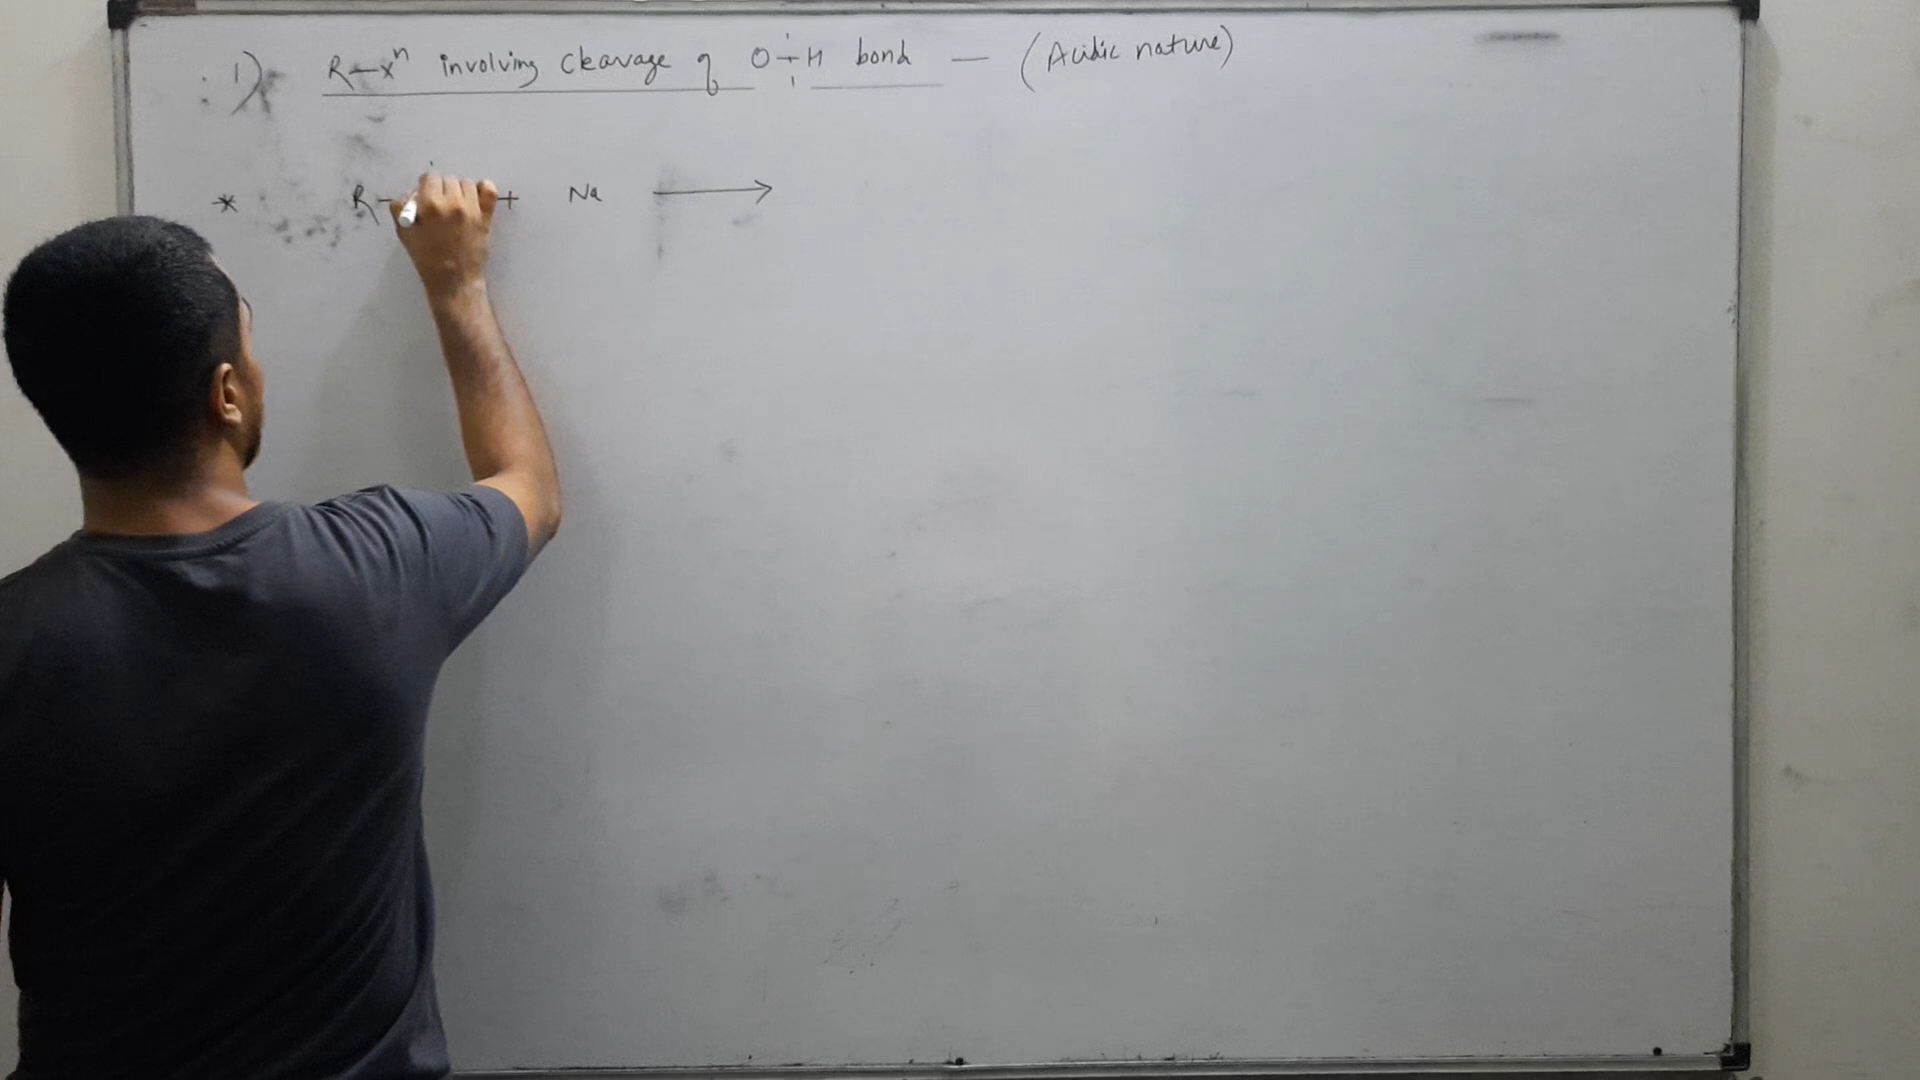 1) R-xⁿ involving cleavage of O-H bond — (Acidic nature)
* R- + Na ⟶